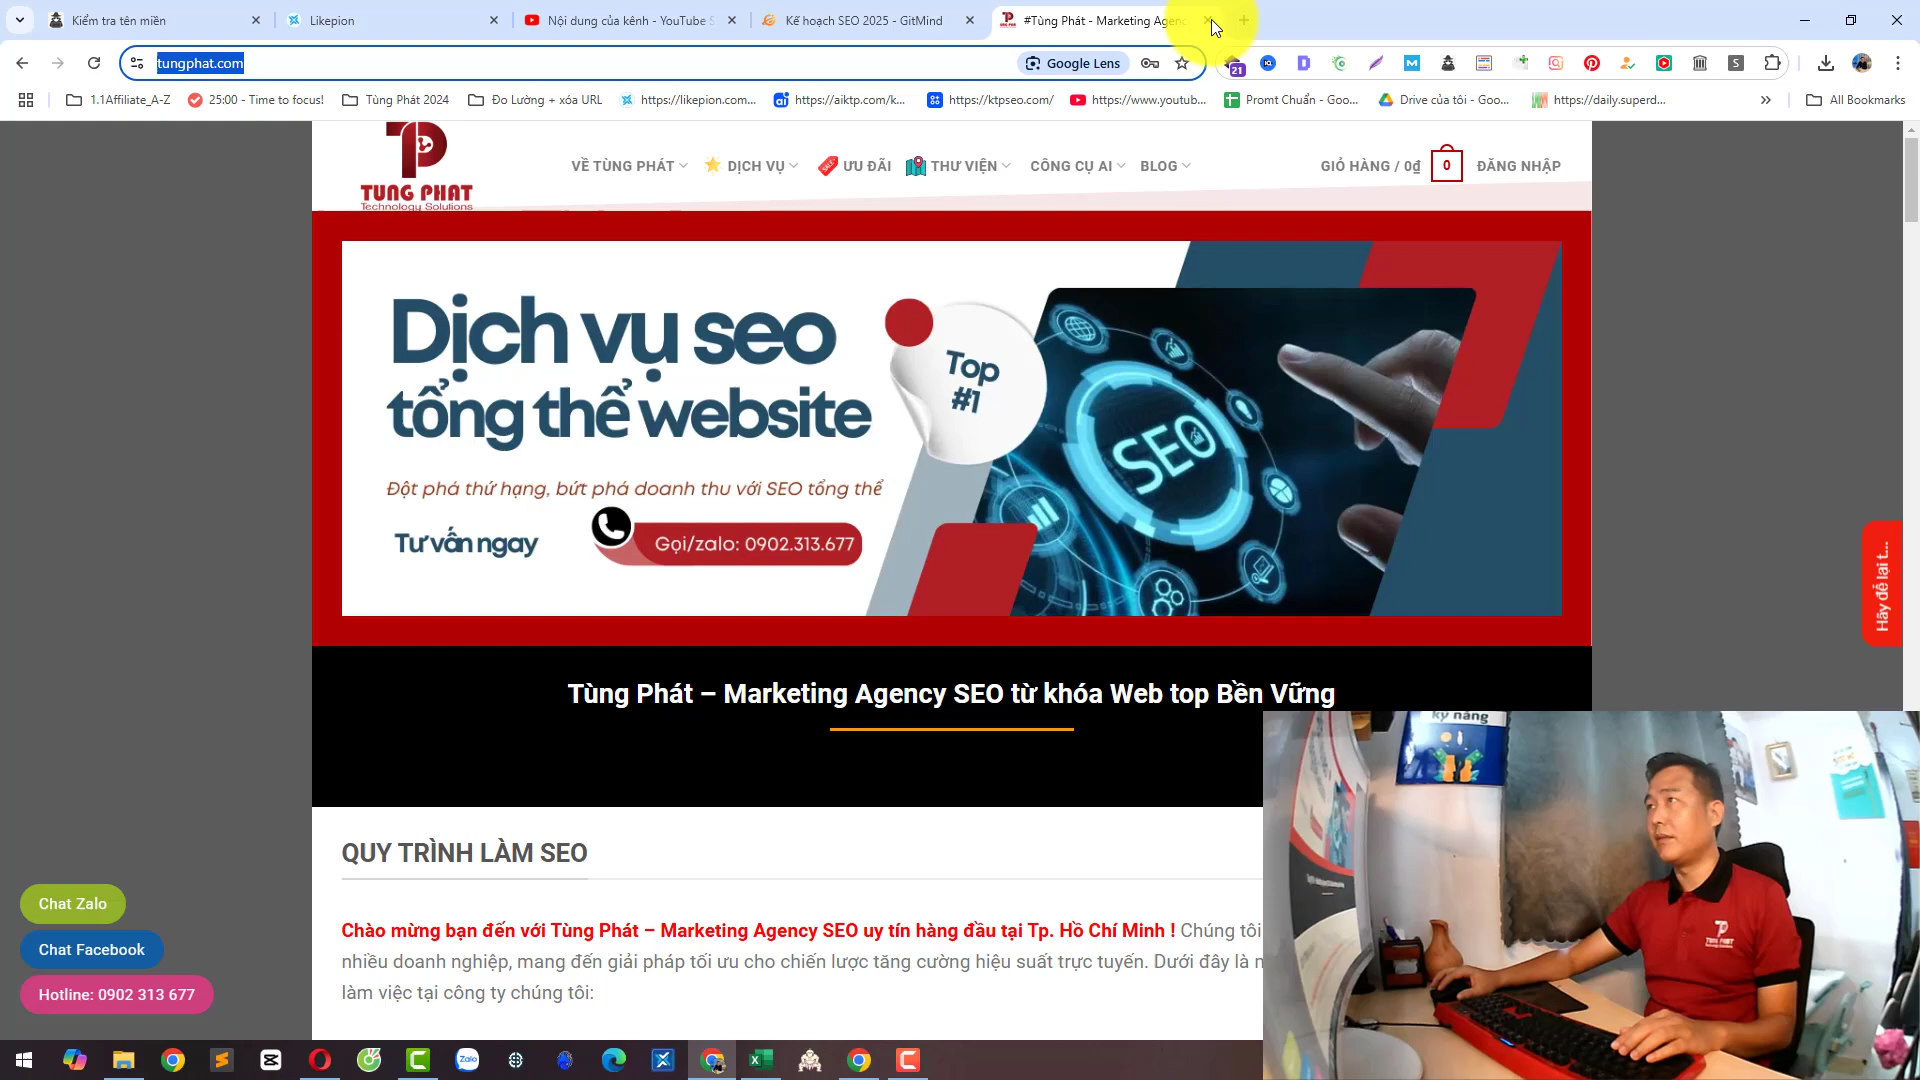 Kiểm tra tên miền
Likepion
Nội dung của kênh - YouTube S
Kế hoạch SEO 2025 - GitMind
#Tùng Phát - Marketing Agenc
tungphat.com
Google Lens
21
1.1Affiliate_A-Z
25:00 - Time to focus!
Tùng Phát 2024
Đo Lường + xóa URL
https://likepion.com...
https://aiktp.com/k...
https://ktpseo.com/
https://www.youtub...
Promt Chuẩn - Goo...
Drive của tôi - Goo...
https://daily.superd...
All Bookmarks
TUNG PHAT
Technology Solutions
VỀ TÙNG PHÁT
DỊCH VỤ
ƯU ĐÃI
THƯ VIỆN
CÔNG CỤ AI
BLOG
GIỎ HÀNG / 0₫
0
ĐĂNG NHẬP
Dịch vụ seo
tổng thể website
Top
#1
SEO
Đột phá thứ hạng, bứt phá doanh thu với SEO tổng thể
Tư vấn ngay
Gọi/zalo: 0902.313.677
Hãy để lại t...
Tùng Phát – Marketing Agency SEO từ khóa Web top Bền Vững
kỹ năng
QUY TRÌNH LÀM SEO
Chào mừng bạn đến với Tùng Phát – Marketing Agency SEO uy tín hàng đầu tại Tp. Hồ Chí Minh ! Chúng tôi
nhiều doanh nghiệp, mang đến giải pháp tối ưu cho chiến lược tăng cường hiệu suất trực tuyến. Dưới đây là
làm việc tại công ty chúng tôi:
Chat Zalo
Chat Facebook
Hotline: 0902 313 677
TUNG PHAT
Zalo